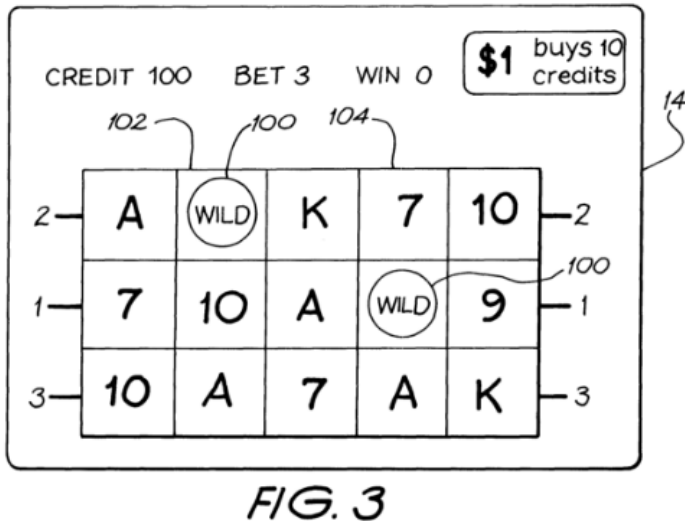 $1 buys 10
credits
CREDIT 100 BET 3 WIN 0
14
102 100 104
2 A WILD K 7 10 2
100
1 7 10 A WILD 9 1
3 10 A 7 A K 3
FIG. 3